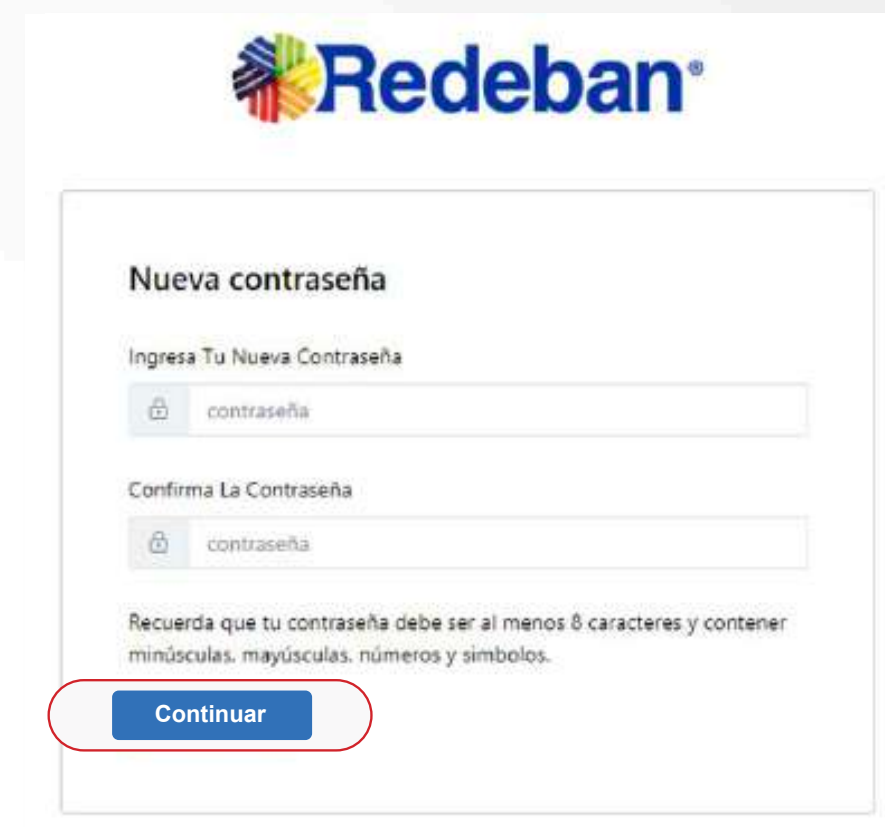 Redeban®
Nueva contraseña
Ingresa Tu Nueva Contraseña
contraseña
Confirma La Contraseña
contraseña
Recuerda que tu contraseña debe ser al menos 8 caracteres y contener
minúsculas, mayúsculas, números y simbolos.
Continuar